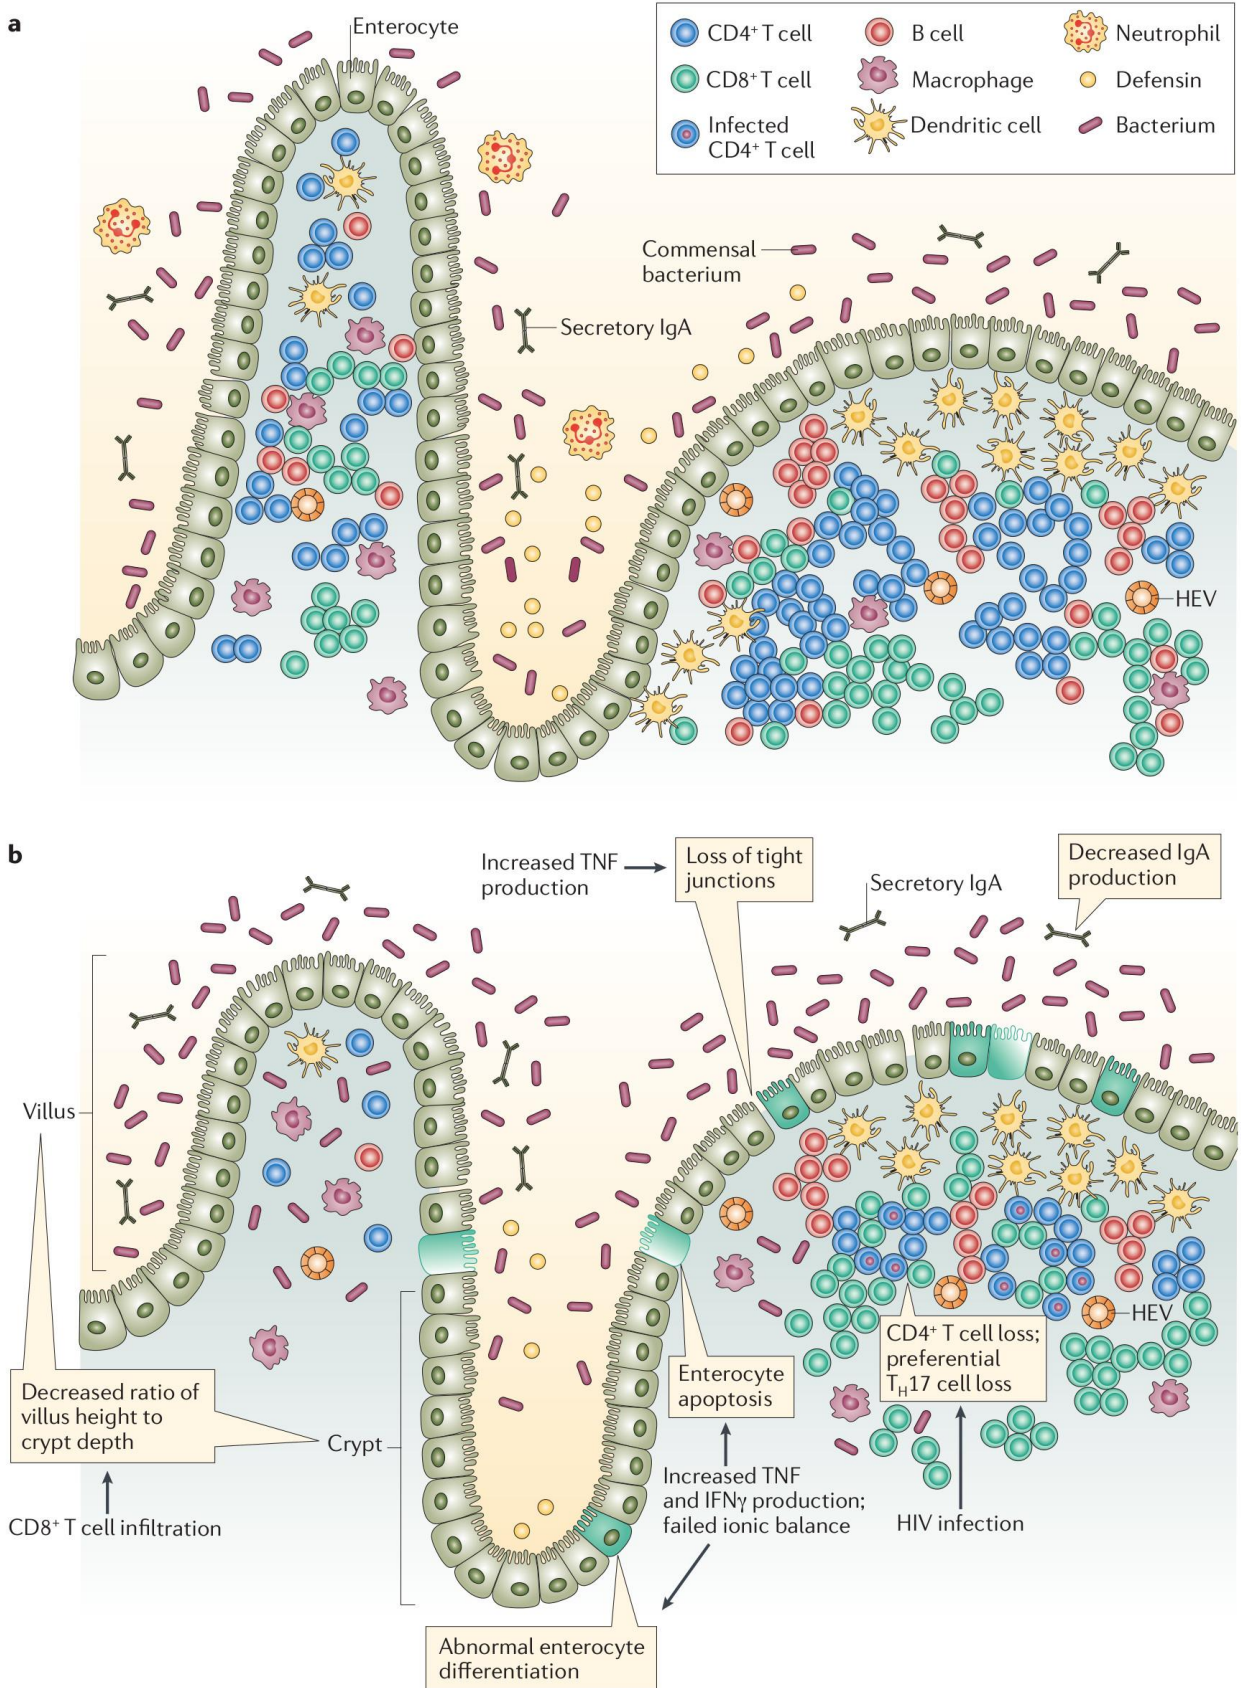 a
Enterocyte
CD4⁺ T cell
B cell
Neutrophil
CD8⁺ T cell
Macrophage
Defensin
Infected
CD4⁺ T cell
Dendritic cell
Bacterium
Commensal
bacterium
Secretory IgA
HEV
b
Increased TNF
production
Loss of tight
junctions
Secretory IgA
Decreased IgA
production
Villus
HEV
CD4⁺ T cell loss;
preferential
T_H17 cell loss
Enterocyte
apoptosis
Decreased ratio of
villus height to
crypt depth
Crypt
Increased TNF
and IFNγ production;
failed ionic balance
CD8⁺ T cell infiltration
HIV infection
Abnormal enterocyte
differentiation